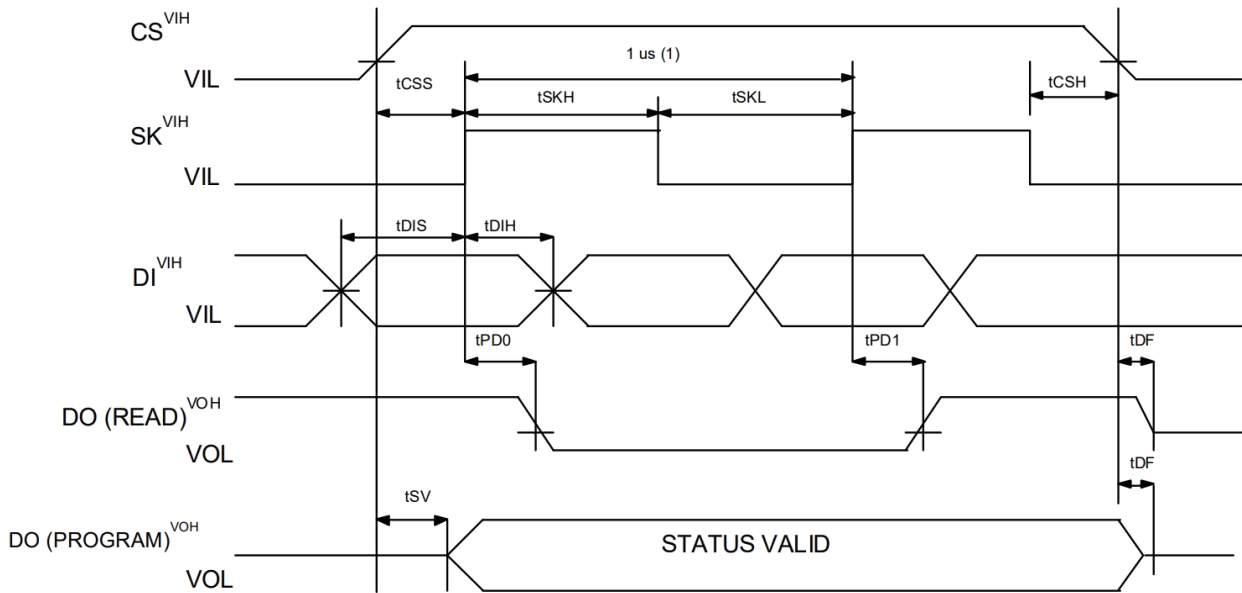 CS VIH
1 us (1)
VIL
tCSS
tCSH
tSKH
tSKL
SK VIH
VIL
tDIS
tDIH
DI VIH
VIL
tPD0
tPD1
tDF
DO (READ) VOH
VOL
tDF
tSV
DO (PROGRAM) VOH
STATUS VALID
VOL